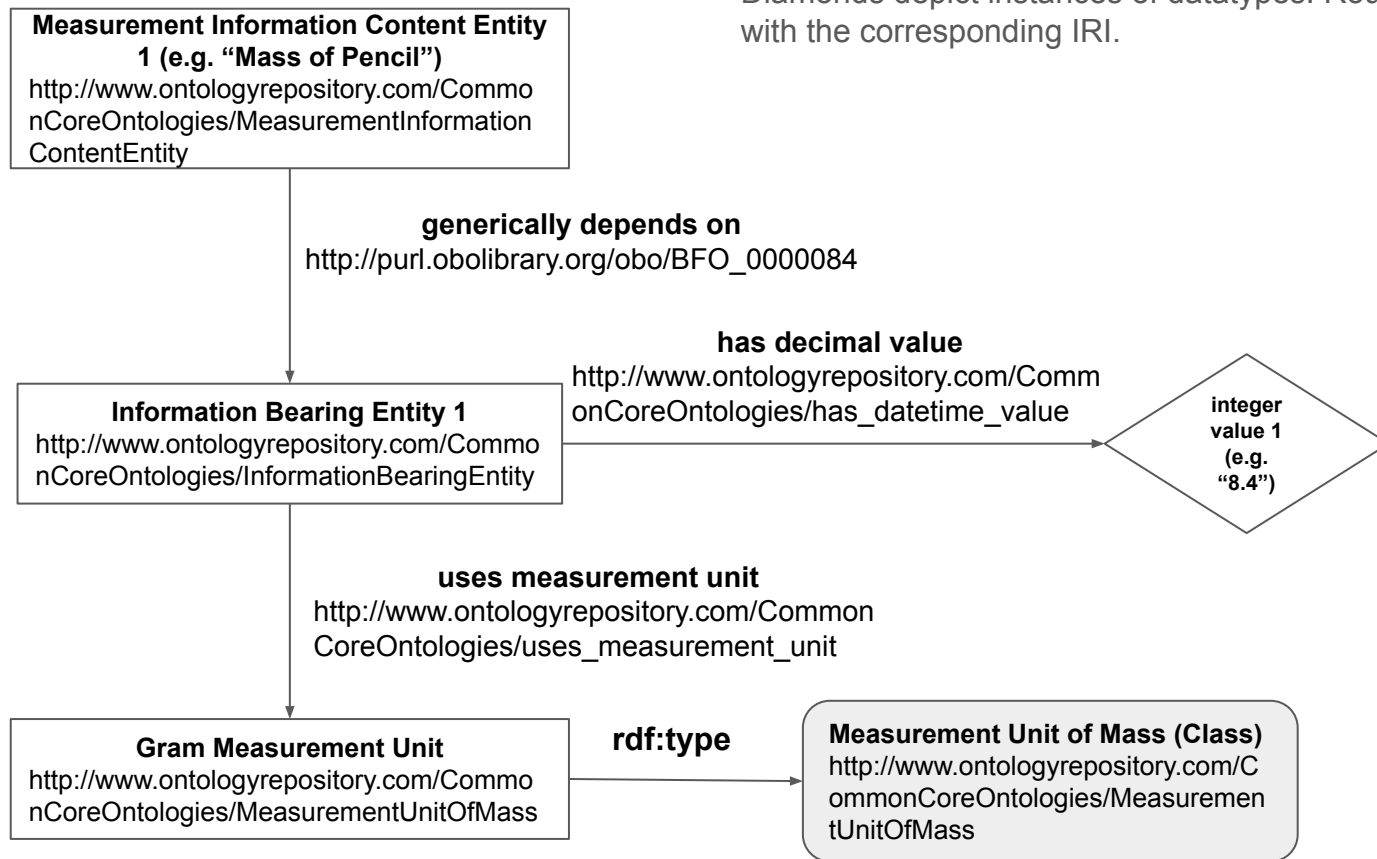 Diamonds depict instances of datatypes.
with the corresponding IRI.
Measurement Information Content Entity
1 (e.g. “Mass of Pencil”)
http://www.ontologyrepository.com/Commo
nCoreOntologies/MeasurementInformation
ContentEntity
generically depends on
http://purl.obolibrary.org/obo/BFO_0000084
has decimal value
http://www.ontologyrepository.com/Comm
onCoreOntologies/has_datetime_value
integer
value 1
(e.g.
“8.4”)
Information Bearing Entity 1
http://www.ontologyrepository.com/Commo
nCoreOntologies/InformationBearingEntity
uses measurement unit
http://www.ontologyrepository.com/Common
CoreOntologies/uses_measurement_unit
Gram Measurement Unit
http://www.ontologyrepository.com/Commo
nCoreOntologies/MeasurementUnitOfMass
rdf:type
Measurement Unit of Mass (Class)
http://www.ontologyrepository.com/C
ommonCoreOntologies/Measuremen
tUnitOfMass